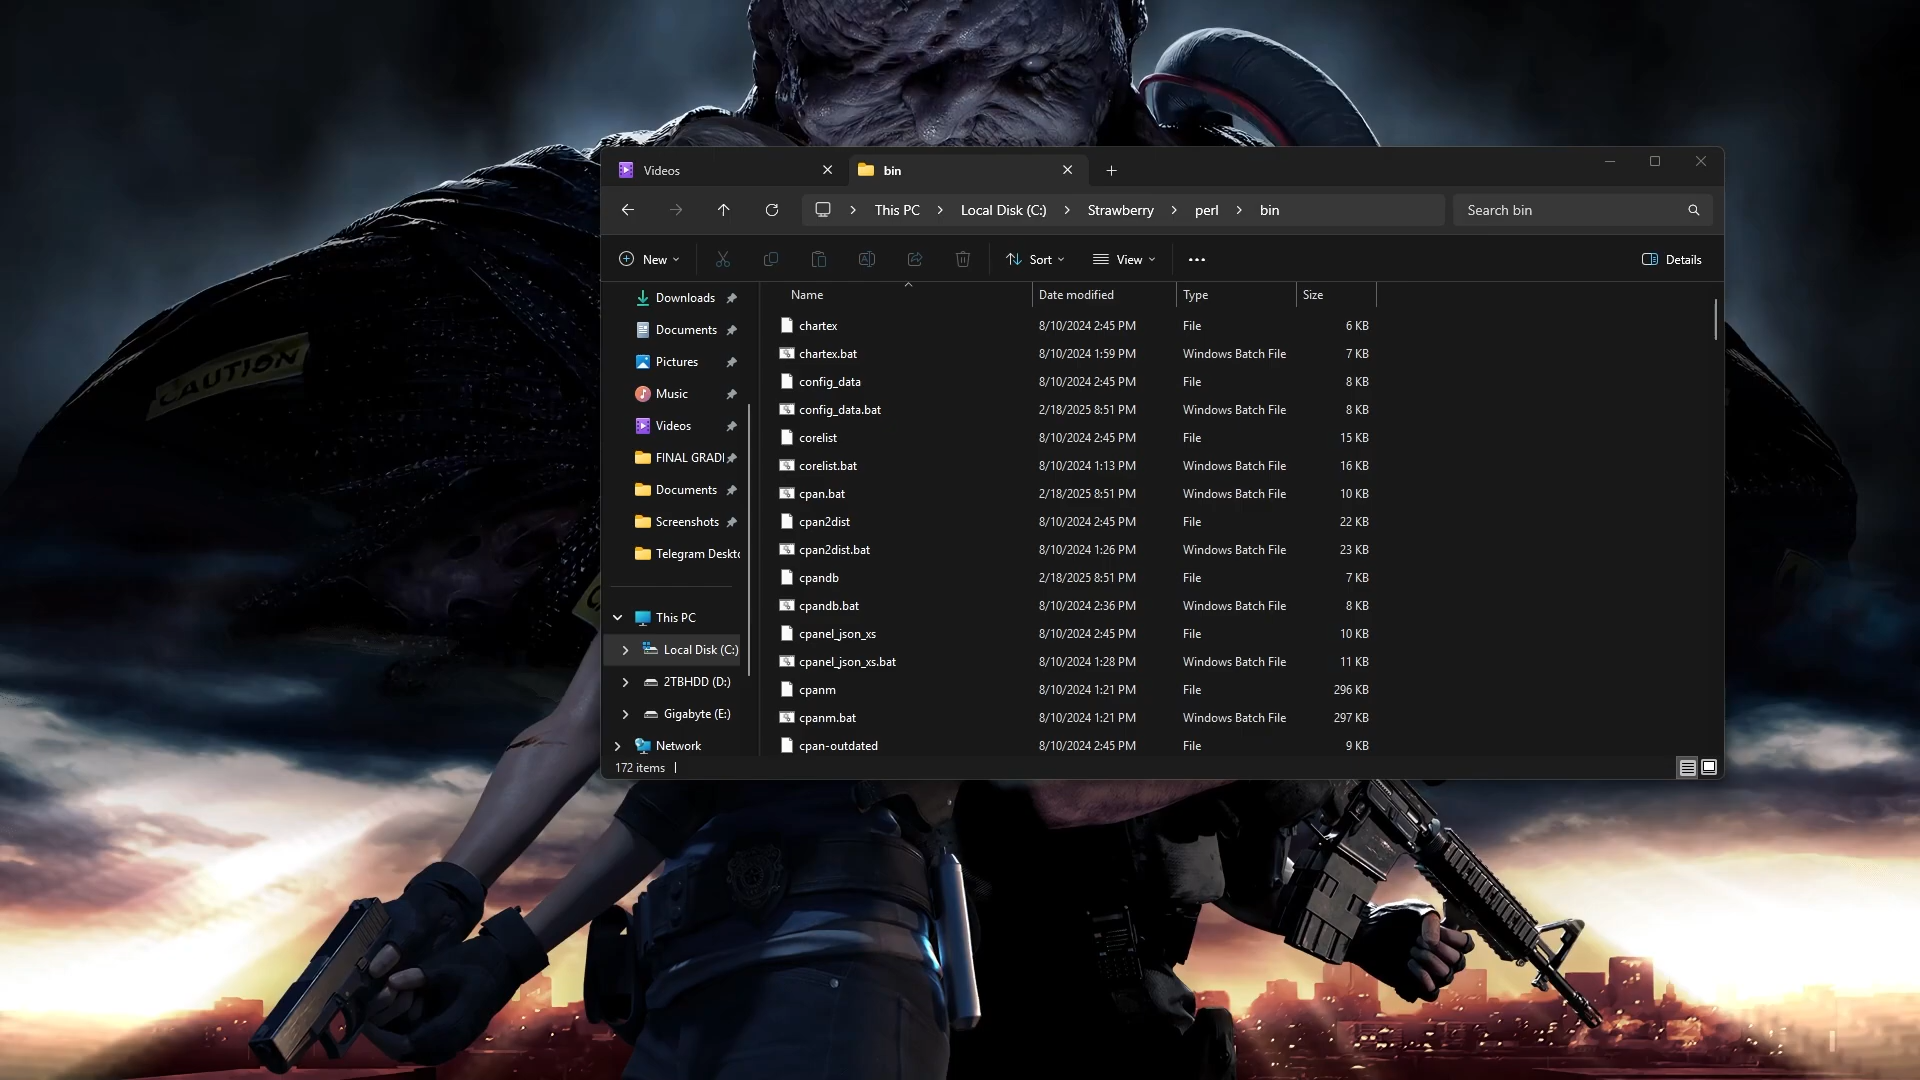 Videos
bin
This PC
Local Disk (C:)
Strawberry
perl
bin
Search bin
New
Sort
View
Details
Downloads
Documents
Pictures
Music
Videos
FINAL GRAD
Documents
Screenshots
Telegram Deskto
This PC
Local Disk (C:)
2TBHDD (D:)
Gigabyte (E:)
Network
Name Date modified Type Size
chartex 8/10/2024 2:45 PM File 6 KB
chartex.bat 8/10/2024 1:59 PM Windows Batch File 7 KB
config_data 8/10/2024 2:45 PM File 8 KB
config_data.bat 2/18/2025 8:51 PM Windows Batch File 8 KB
corelist 8/10/2024 2:45 PM File 15 KB
corelist.bat 8/10/2024 1:13 PM Windows Batch File 16 KB
cpan.bat 2/18/2025 8:51 PM Windows Batch File 10 KB
cpan2dist 8/10/2024 2:45 PM File 22 KB
cpan2dist.bat 8/10/2024 1:26 PM Windows Batch File 23 KB
cpandb 2/18/2025 8:51 PM File 7 KB
cpandb.bat 8/10/2024 2:36 PM Windows Batch File 8 KB
cpanel_json_xs 8/10/2024 2:45 PM File 10 KB
cpanel_json_xs.bat 8/10/2024 1:28 PM Windows Batch File 11 KB
cpanm 8/10/2024 1:21 PM File 296 KB
cpanm.bat 8/10/2024 1:21 PM Windows Batch File 297 KB
cpan-outdated 8/10/2024 2:45 PM File 9 KB
172 items
CAUTION